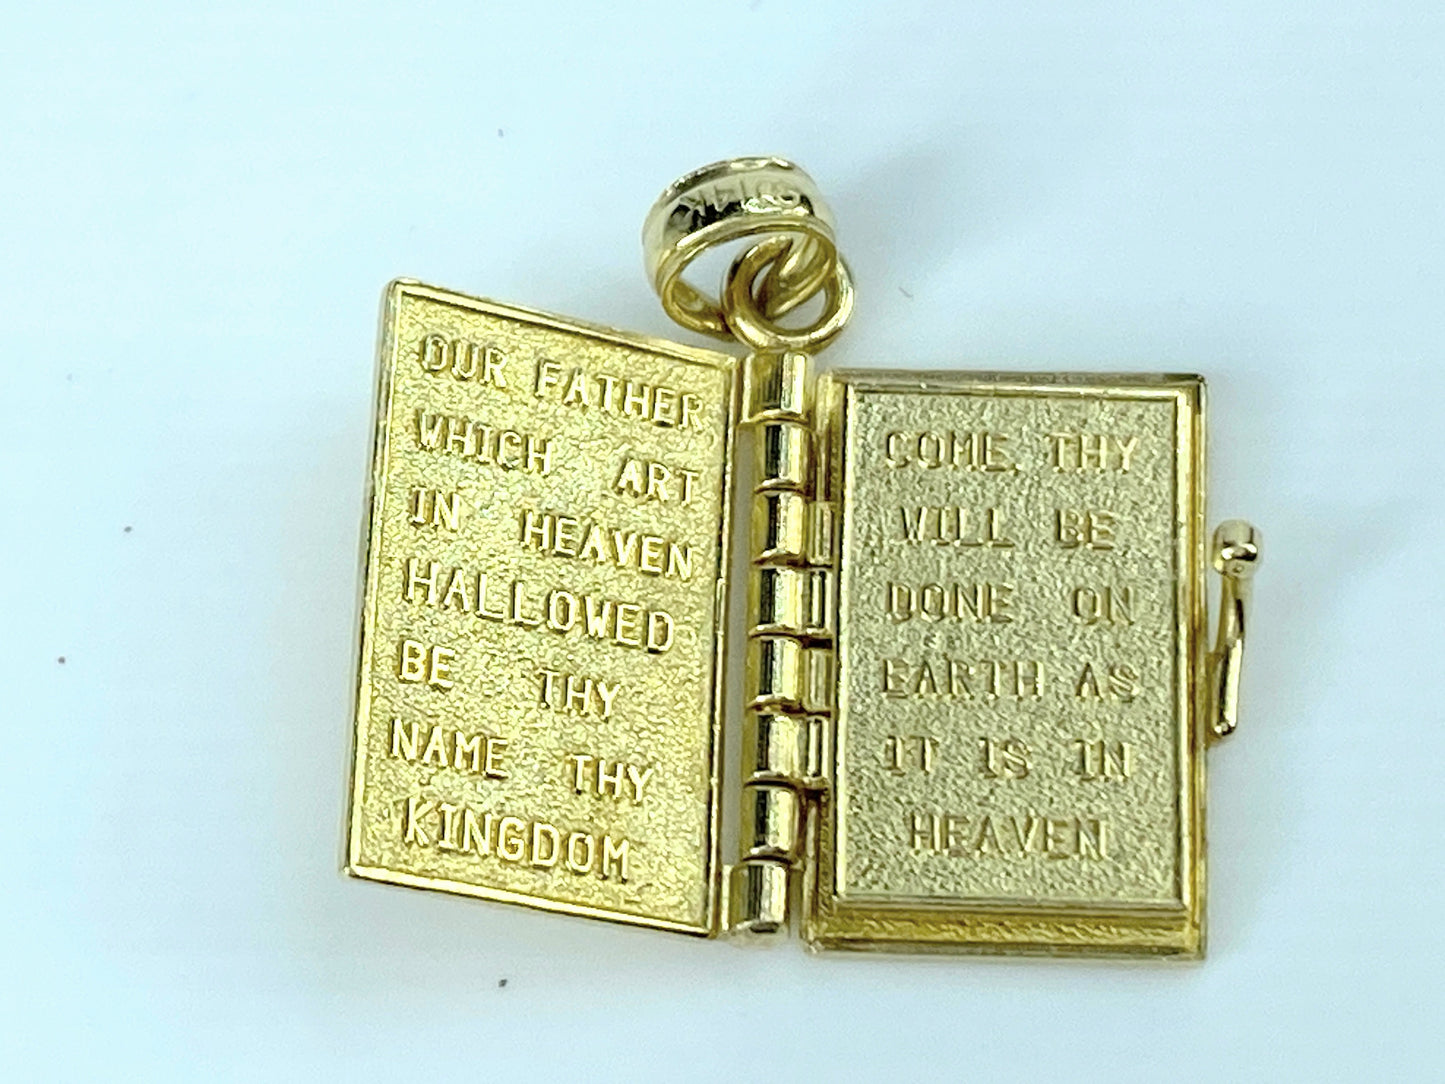 OUR FATHER
WHICH ART
IN HEAVEN
HALLOWED
BE THY
NAME THY
KINGDOM
COME. THY
WILL BE
DONE ON
EARTH AS
IT IS IN
HEAVEN